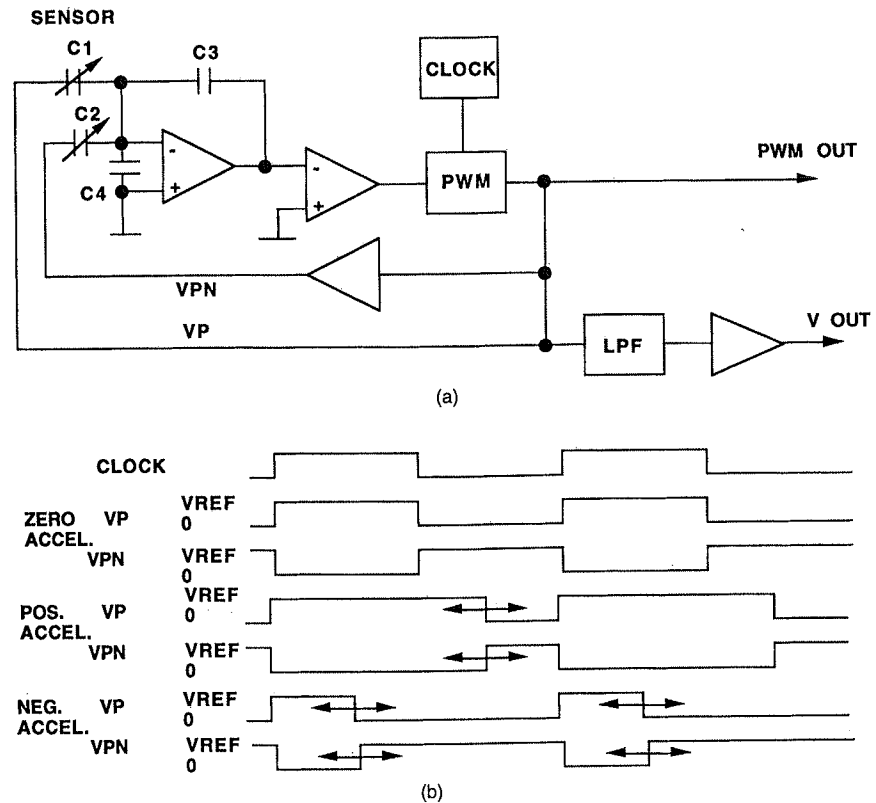 SENSOR
C1
C3
CLOCK
C2
-
+
C4
-
+
PWM
PWM OUT
VPN
VP
LPF
V OUT
(a)
CLOCK
ZERO ACCEL.
VP
VREF
0
VPN
VREF
0
POS. ACCEL.
VP
VREF
0
VPN
VREF
0
NEG. ACCEL.
VP
VREF
0
VPN
VREF
0
(b)